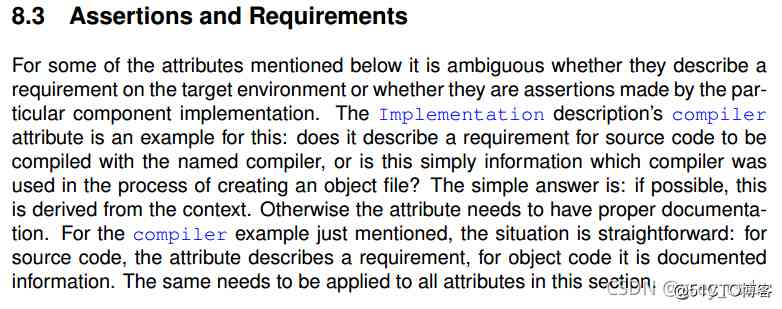 8.3 Assertions and Requirements
For some of the attributes mentioned below it is ambiguous whether they describe a
requirement on the target environment or whether they are assertions made by the par-
ticular component implementation. The Implementation description's compiler
attribute is an example for this: does it describe a requirement for source code to be
compiled with the named compiler, or is this simply information which compiler was
used in the process of creating an object file? The simple answer is: if possible, this
is derived from the context. Otherwise the attribute needs to have proper documenta-
tion. For the compiler example just mentioned, the situation is straightforward: for
source code, the attribute describes a requirement, for object code it is documented
information. The same needs to be applied to all attributes in this section.
CSDN
@51CTO博客